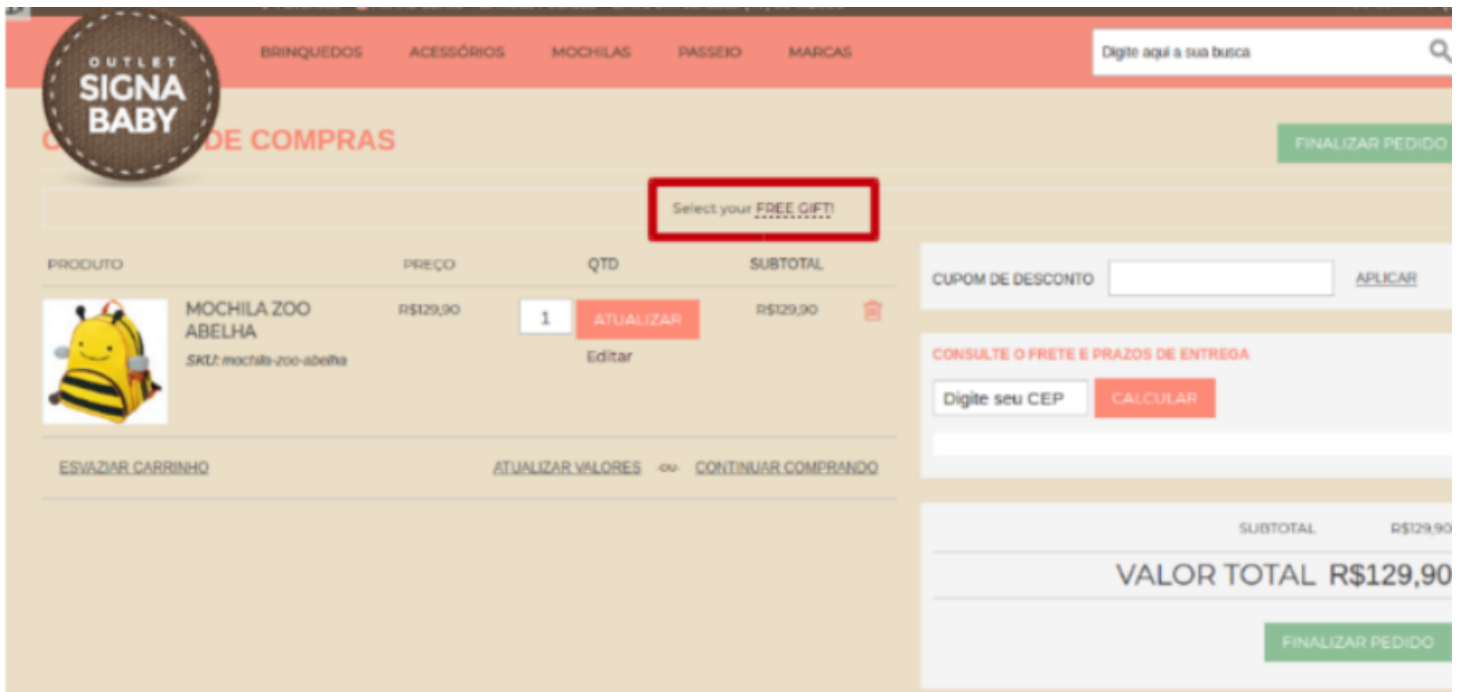 BRINQUEDOS ACESSÓRIOS MOCHILAS PASSEIO MARCAS
Digite aqui a sua busca
OUTLET
SIGNA
BABY
DE COMPRAS
FINALIZAR PEDIDO
Select your FREE GIFT!
PRODUTO PREÇO QTD SUBTOTAL
MOCHILA ZOO
ABELHA
SKU: mochila-zoo-abelha
R$129,90
1
ATUALIZAR
R$129,90
Editar
ESVAZIAR CARRINHO
ATUALIZAR VALORES -ou- CONTINUAR COMPRANDO
CUPOM DE DESCONTO
APLICAR
CONSULTE O FRETE E PRAZOS DE ENTREGA
Digite seu CEP
CALCULAR
SUBTOTAL R$129,90
VALOR TOTAL R$129,90
FINALIZAR PEDIDO